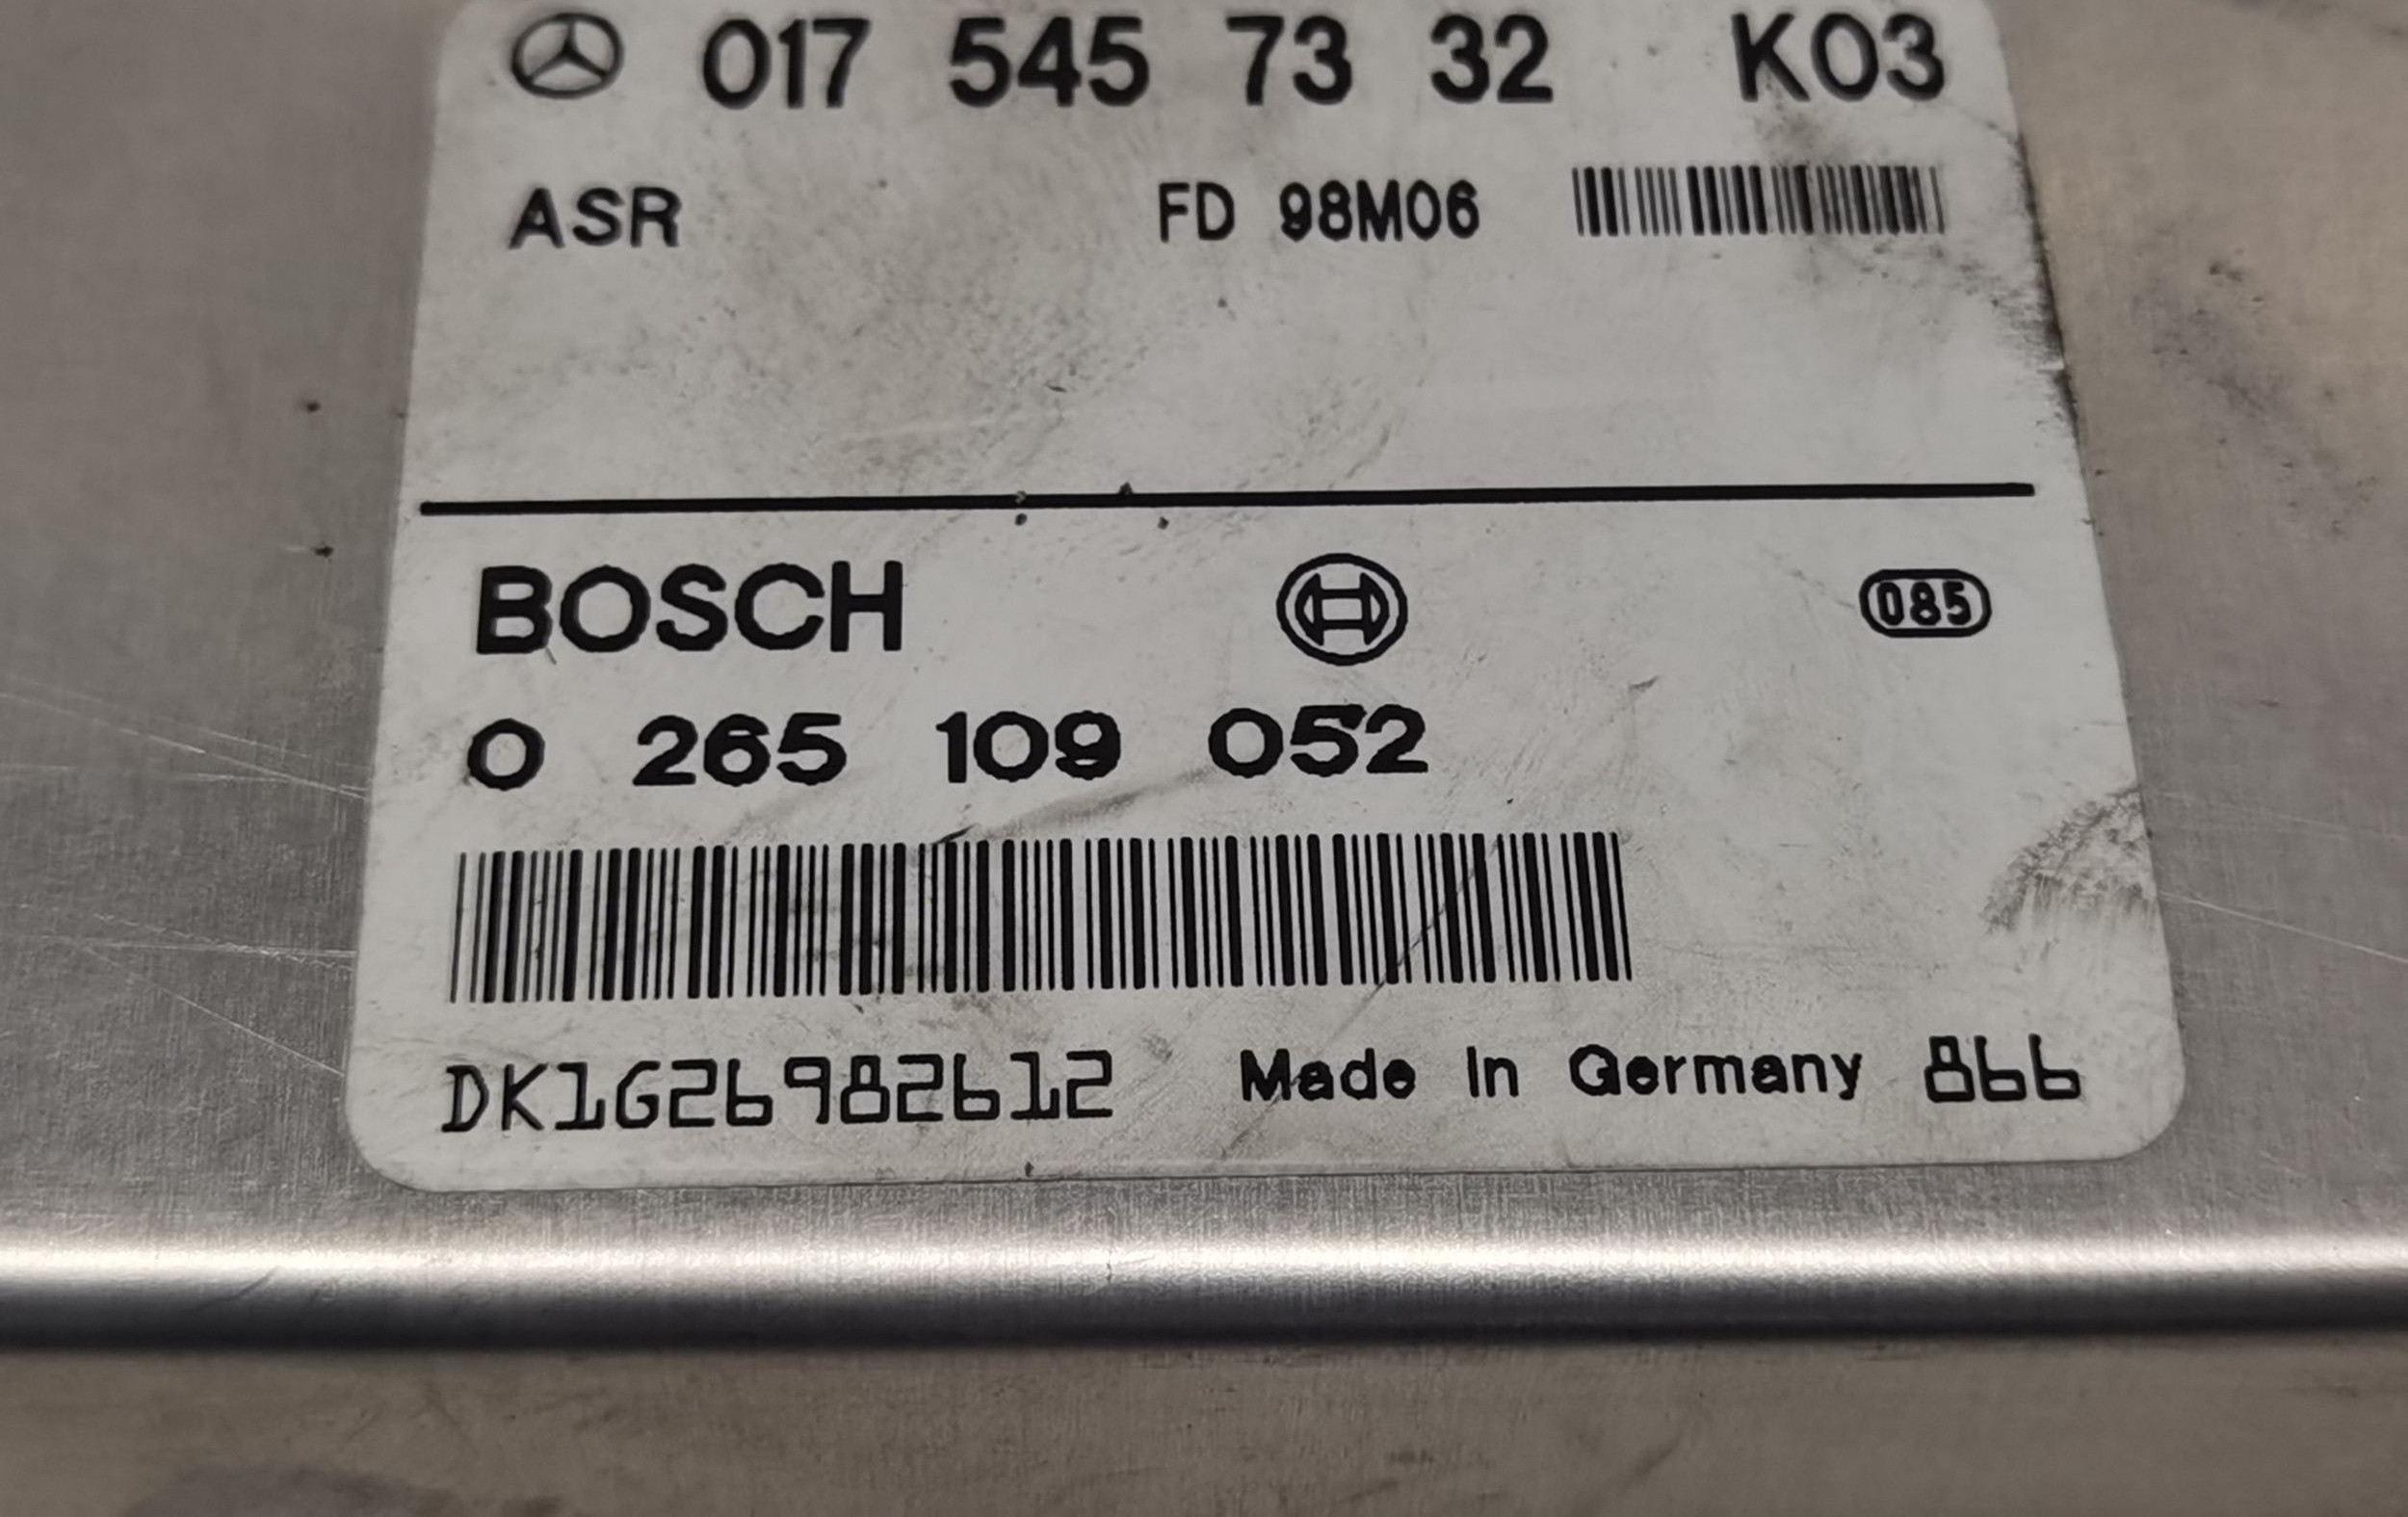 017 545 73 32 K03
ASR FD 98M06
BOSCH 085
0 265 109 052
DK1G26982612 Made In Germany 866